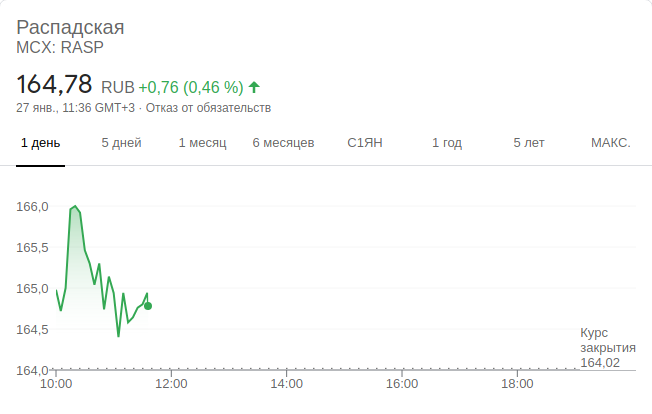 Распадская
MCX: RASP
164,78 RUB +0,76 (0,46 %)
27 янв., 11:36 GMT+3 · Отказ от обязательств
1 день 5 дней 1 месяц 6 месяцев С1ЯН 1 год 5 лет МАКС.
166,0
165,5
165,0
164,5
164,0
Курс
закрытия
164,02
10:00 12:00 14:00 16:00 18:00